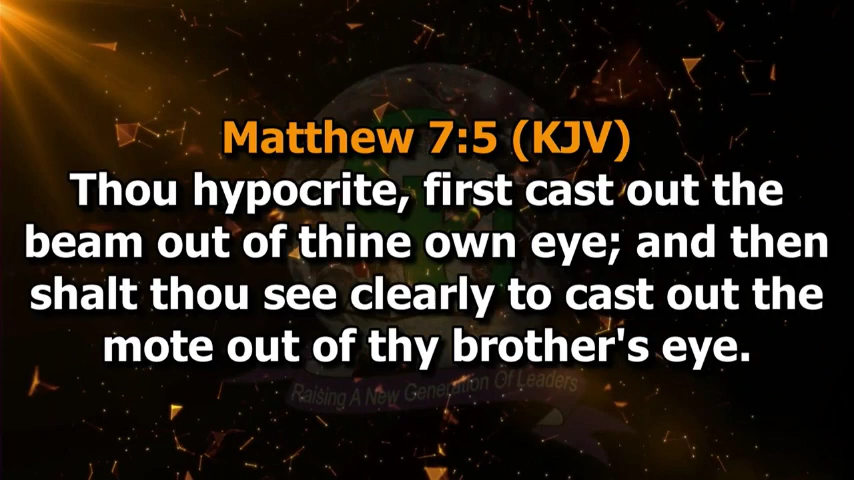 Matthew 7:5 (KJV)
Thou hypocrite, first cast out the
beam out of thine own eye; and then
shalt thou see clearly to cast out the
mote out of thy brother's eye.
Raising A New Generation Of Leaders